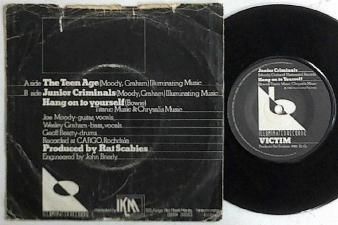 A side The Teen Age (Moody, Graham) Illuminating Music.
B side Junior Criminals (Moody, Graham) Illuminating Music.
Hang on to yourself (Bowie)
Titanic Music & Chrysalis Music.
Joe Moody - guitar, vocals,
Wesley Graham - bass, vocals
Geoff Beatty - drums.
Recorded at CARGO, Rochdale
Produced by Rat Scabies
Engineered by John Brierly.
ILLUMINATED RECORDS
IKM
Junior Criminals
Hang on to Yourself
ILLUMINATED RECORDS
VICTIM